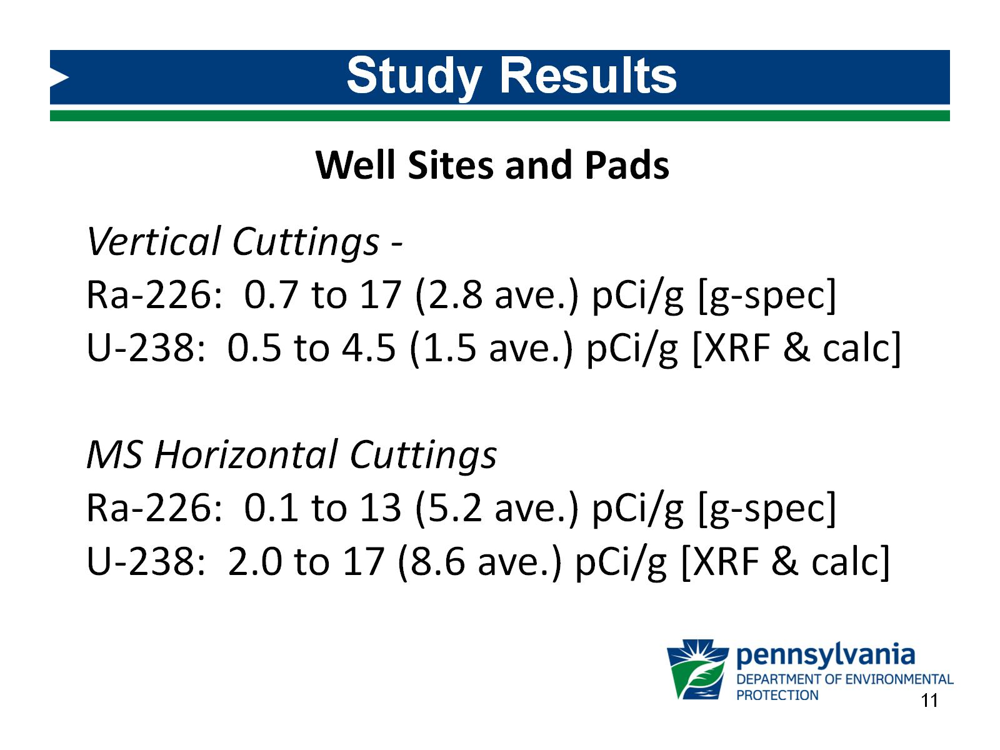 Study Results
Well Sites and Pads
Vertical Cuttings -
Ra-226:  0.7 to 17 (2.8 ave.) pCi/g [g-spec]
U-238:  0.5 to 4.5 (1.5 ave.) pCi/g [XRF & calc]
MS Horizontal Cuttings
Ra-226:  0.1 to 13 (5.2 ave.) pCi/g [g-spec]
U-238:  2.0 to 17 (8.6 ave.) pCi/g [XRF & calc]
pennsylvania
DEPARTMENT OF ENVIRONMENTAL
PROTECTION
11